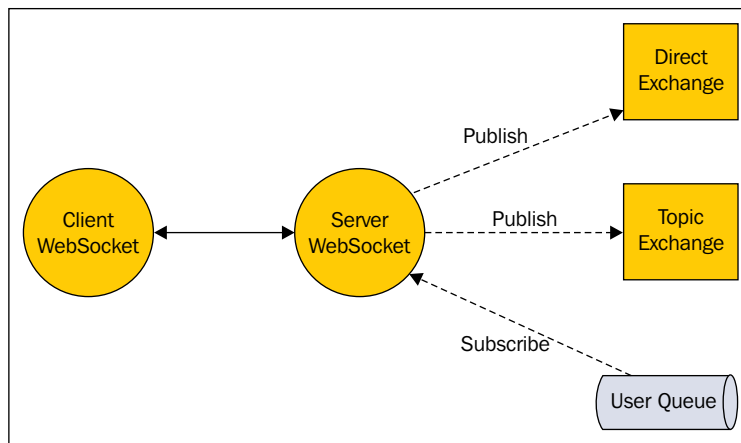 Direct
Exchange
Publish
Client
WebSocket
Server
WebSocket
Publish
Topic
Exchange
Subscribe
User Queue